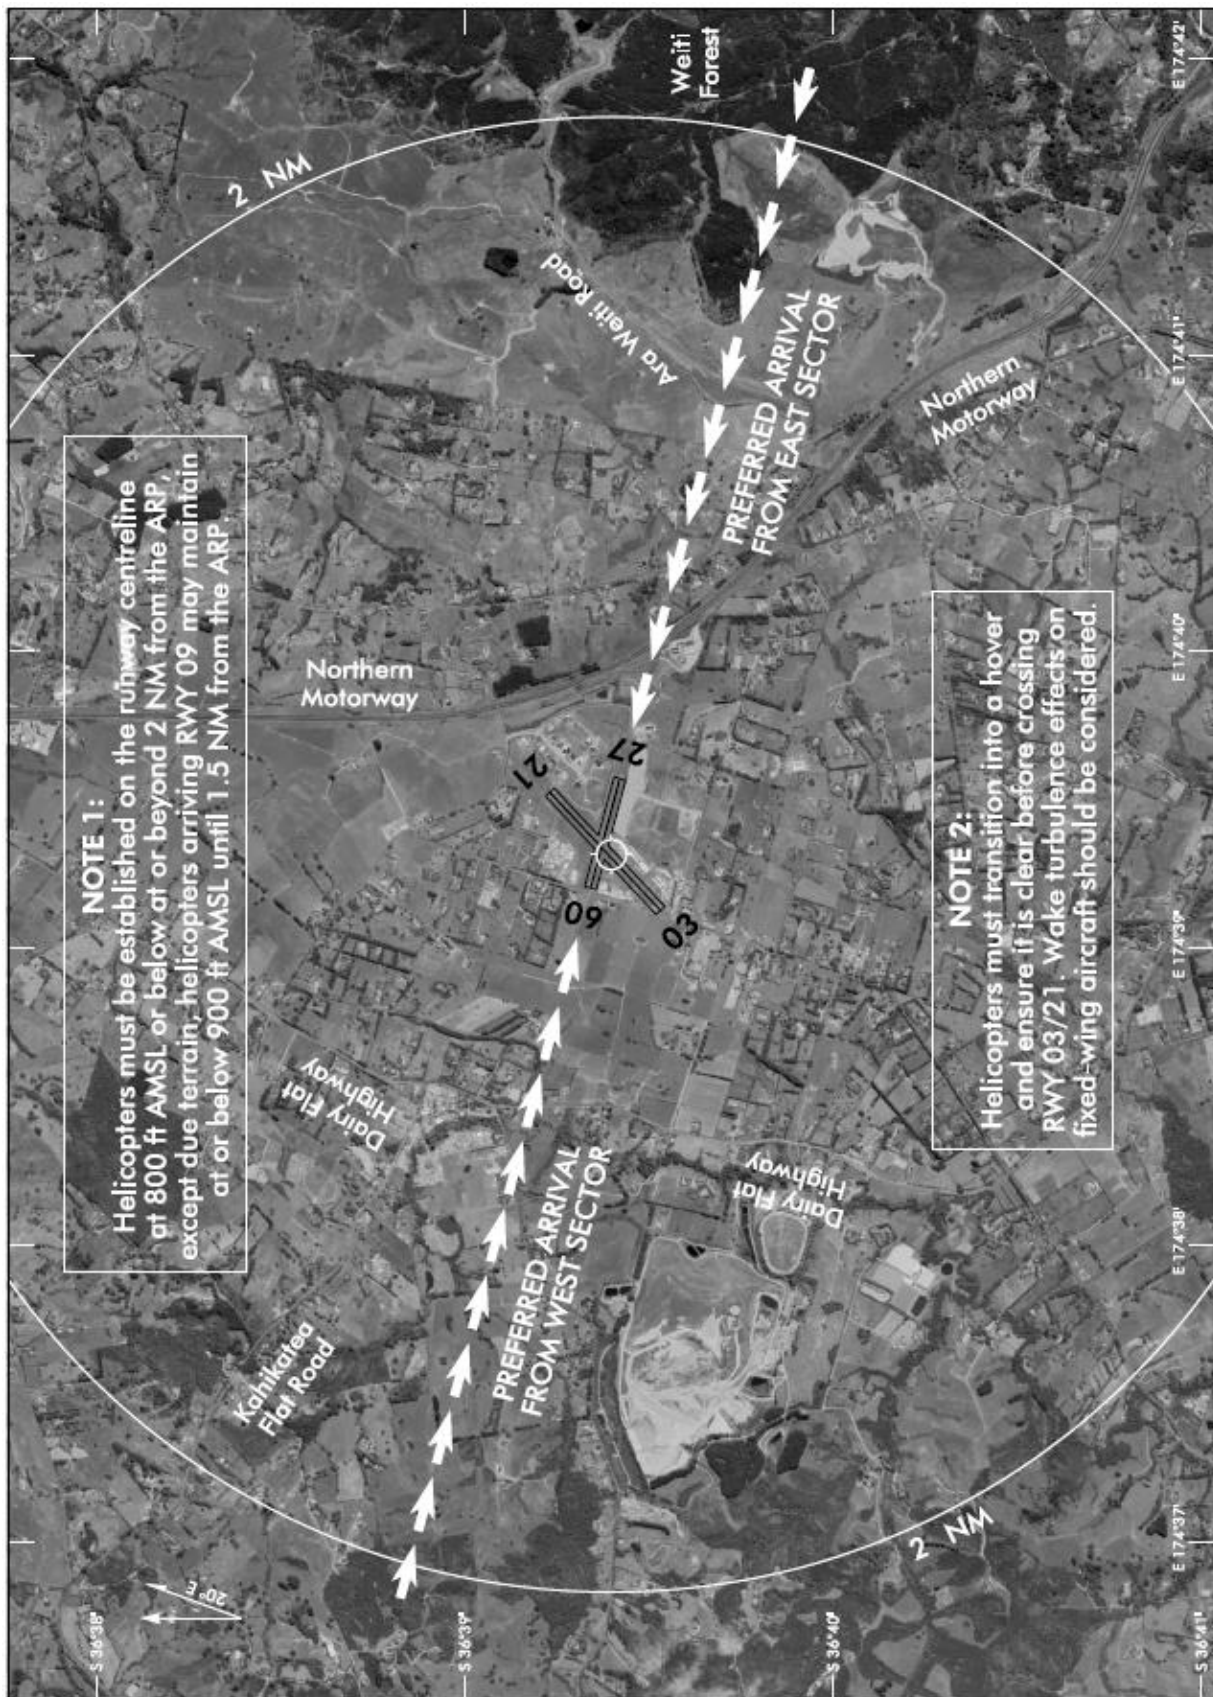 S 36°38'
NOTE 1:
Helicopters must be established on the runway centreline
at 800 ft AMSL or below at or beyond 2 NM from the ARP,
except due terrain, helicopters arriving RWY 09 may maintain
at or below 900 ft AMSL until 1.5 NM from the ARP.
20°E
2 NM
Kahikatea
Flat Road
Dairy Flat
Highway
Northern
Motorway
S 36°39'
PREFERRED ARRIVAL
FROM WEST SECTOR
09
21
27
03
Ara Weiti Road
Weiti
Forest
PREFERRED ARRIVAL
FROM EAST SECTOR
Dairy Flat
Highway
S 36°40'
2 NM
Northern
Motorway
NOTE 2:
Helicopters must transition into a hover
and ensure it is clear before crossing
RWY 03/21. Wake turbulence effects on
fixed-wing aircraft should be considered.
S 36°41'
E 174°37'
E 174°38'
E 174°39'
E 174°40'
E 174°41'
E 174°42'